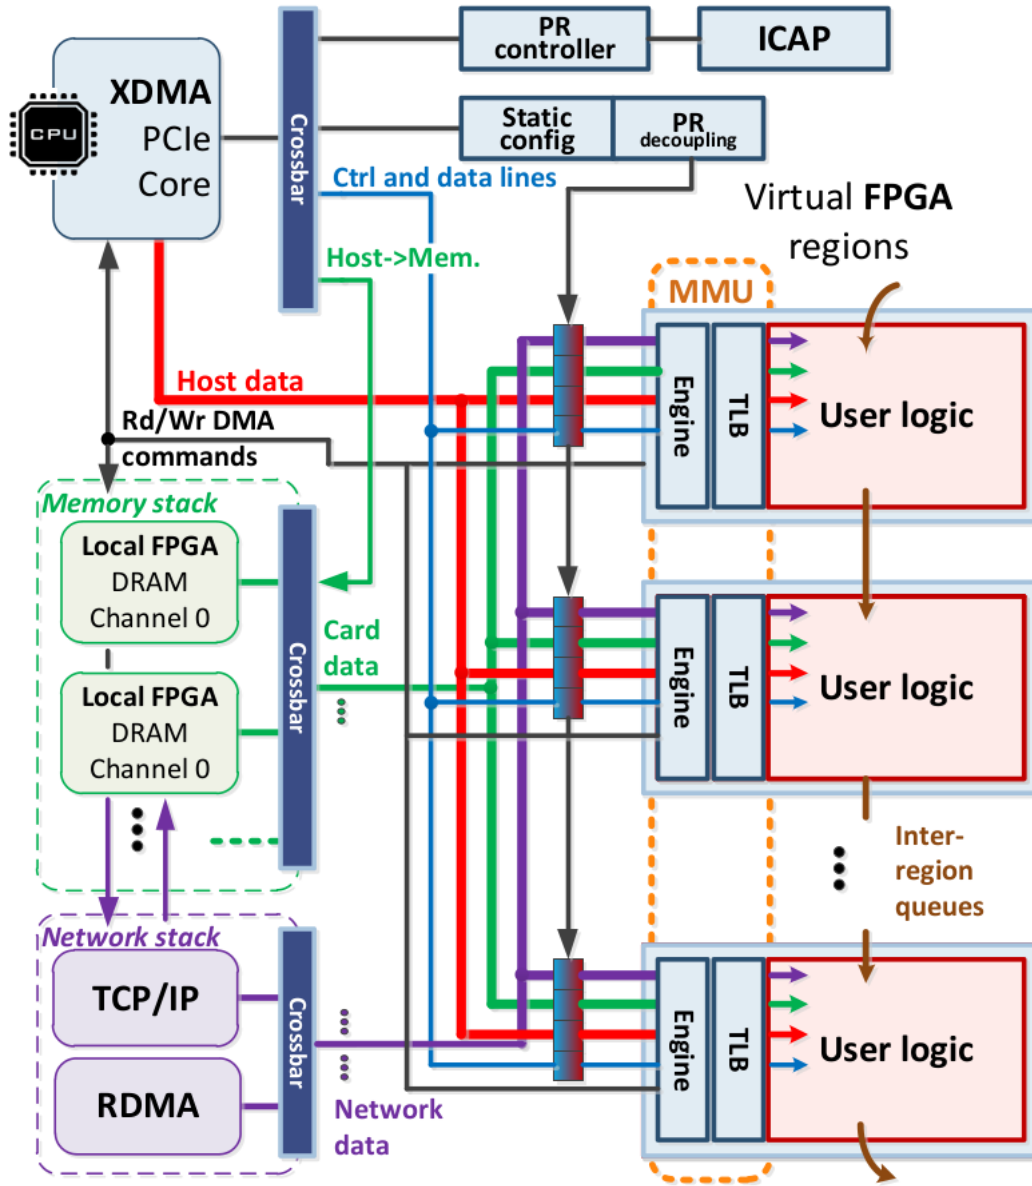 PR
controller
ICAP
XDMA
PCIe
Core
CPU
Crossbar
Static
config
PR
decoupling
Ctrl and data lines
Host->Mem.
Virtual FPGA
regions
MMU
Host data
Rd/Wr DMA
commands
Engine
TLB
User logic
Memory stack
Local FPGA
DRAM
Channel 0
Crossbar
Card
data
Engine
TLB
User logic
Local FPGA
DRAM
Channel 0
Inter-
region
queues
Network stack
TCP/IP
RDMA
Crossbar
Network
data
Engine
TLB
User logic